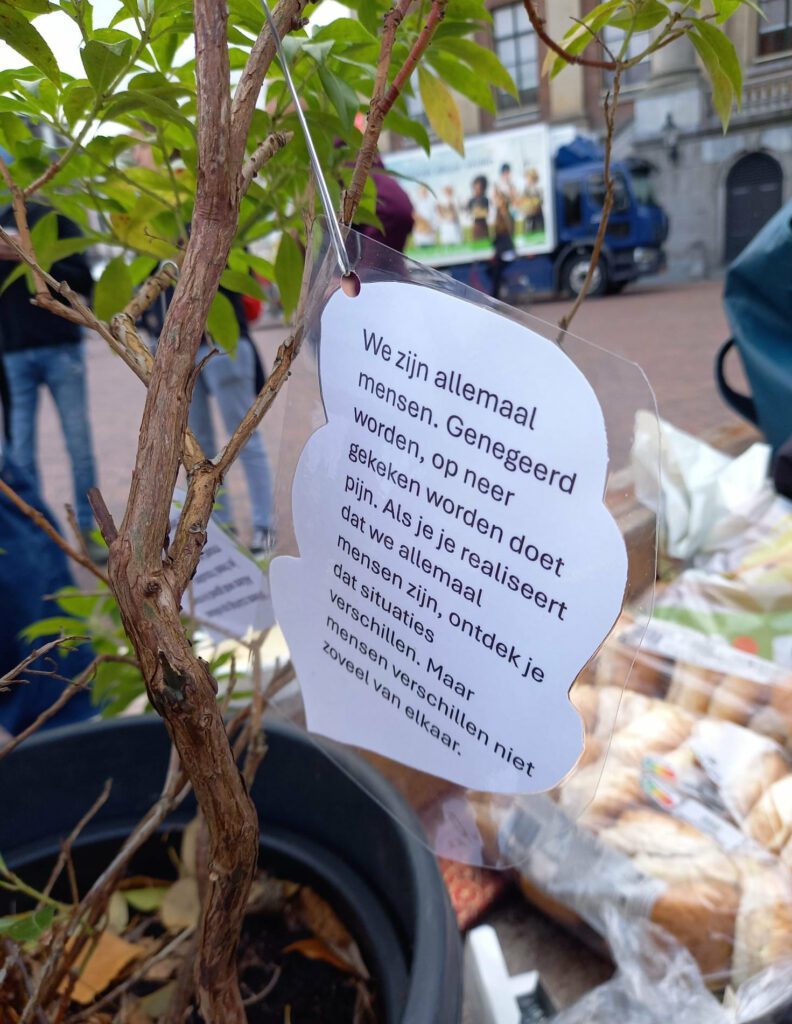 We zijn allemaal
mensen. Genegeerd
worden, op neer
gekeken worden doet
pijn. Als je je realiseert
dat we allemaal
mensen zijn, ontdek je
dat situaties
verschillen. Maar
mensen verschillen niet
zoveel van elkaar.